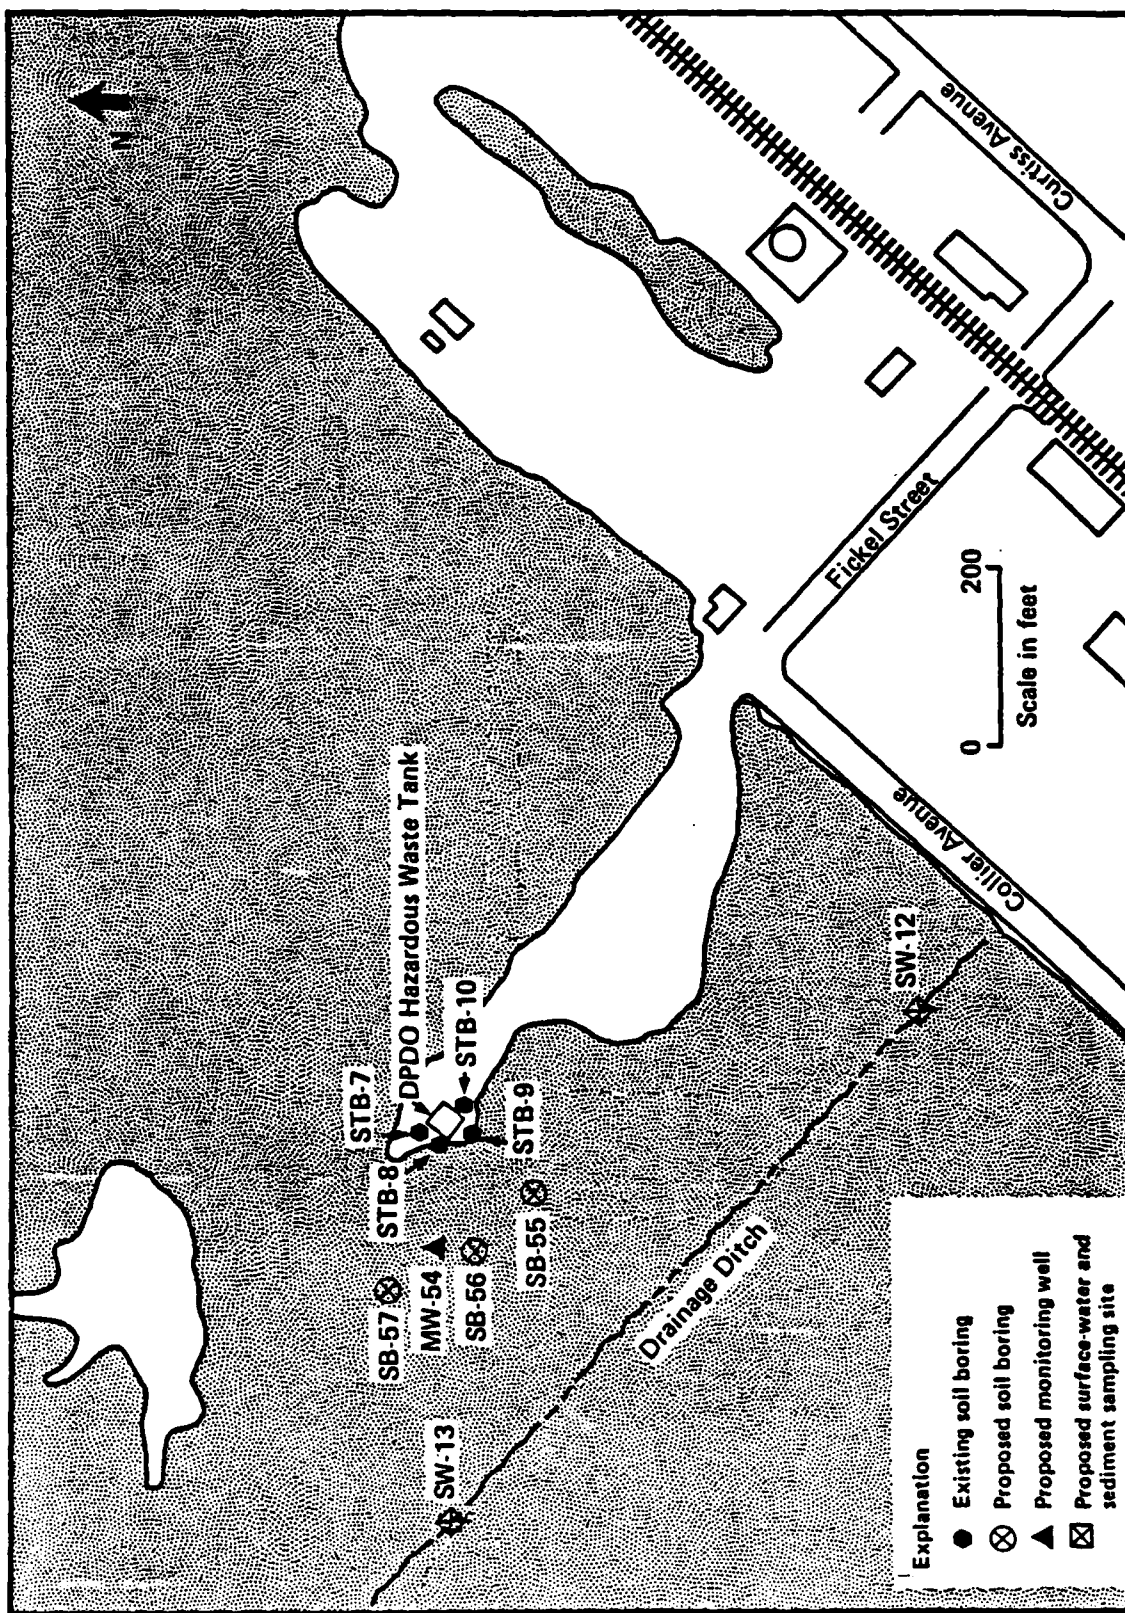 N
Curtiss Avenue
Fickel Street
0 200
Scale in feet
Collier Avenue
DPDO Hazardous Waste Tank
STB-7
STB-10
STB-8
STB-9
SB-57
MW-54
SB-56
SB-55
SW-12
SW-13
Drainage Ditch
Explanation
Existing soil boring
Proposed soil boring
Proposed monitoring well
Proposed surface-water and
sediment sampling site